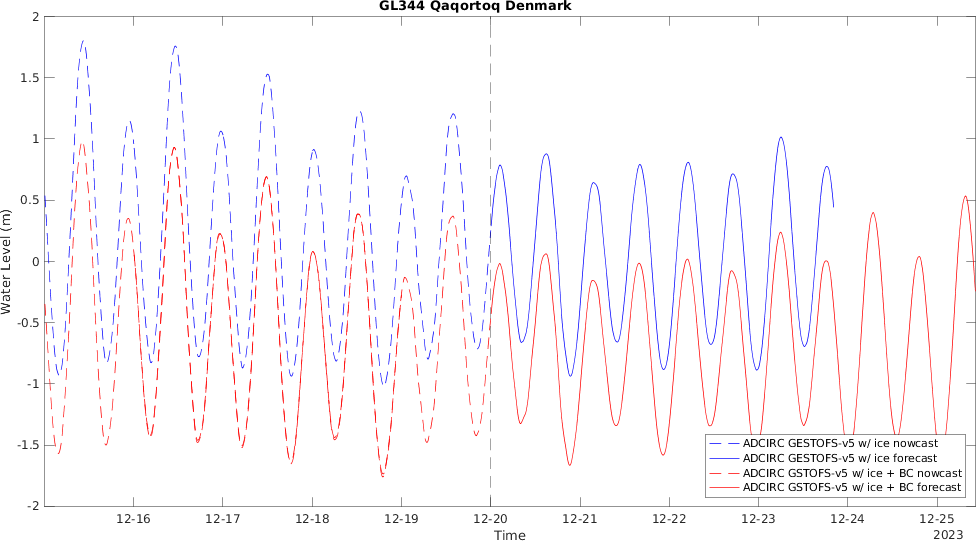 GL344 Qaqortoq Denmark
2
1.5
1
0.5
0
-0.5
-1
-1.5
-2
Water Level (m)
12-16
12-17
12-18
12-19
12-20
12-21
12-22
12-23
12-24
12-25
2023
Time
ADCIRC GESTOFS-v5 w/ ice nowcast
ADCIRC GESTOFS-v5 w/ ice forecast
ADCIRC GSTOFS-v5 w/ ice + BC nowcast
ADCIRC GSTOFS-v5 w/ ice + BC forecast